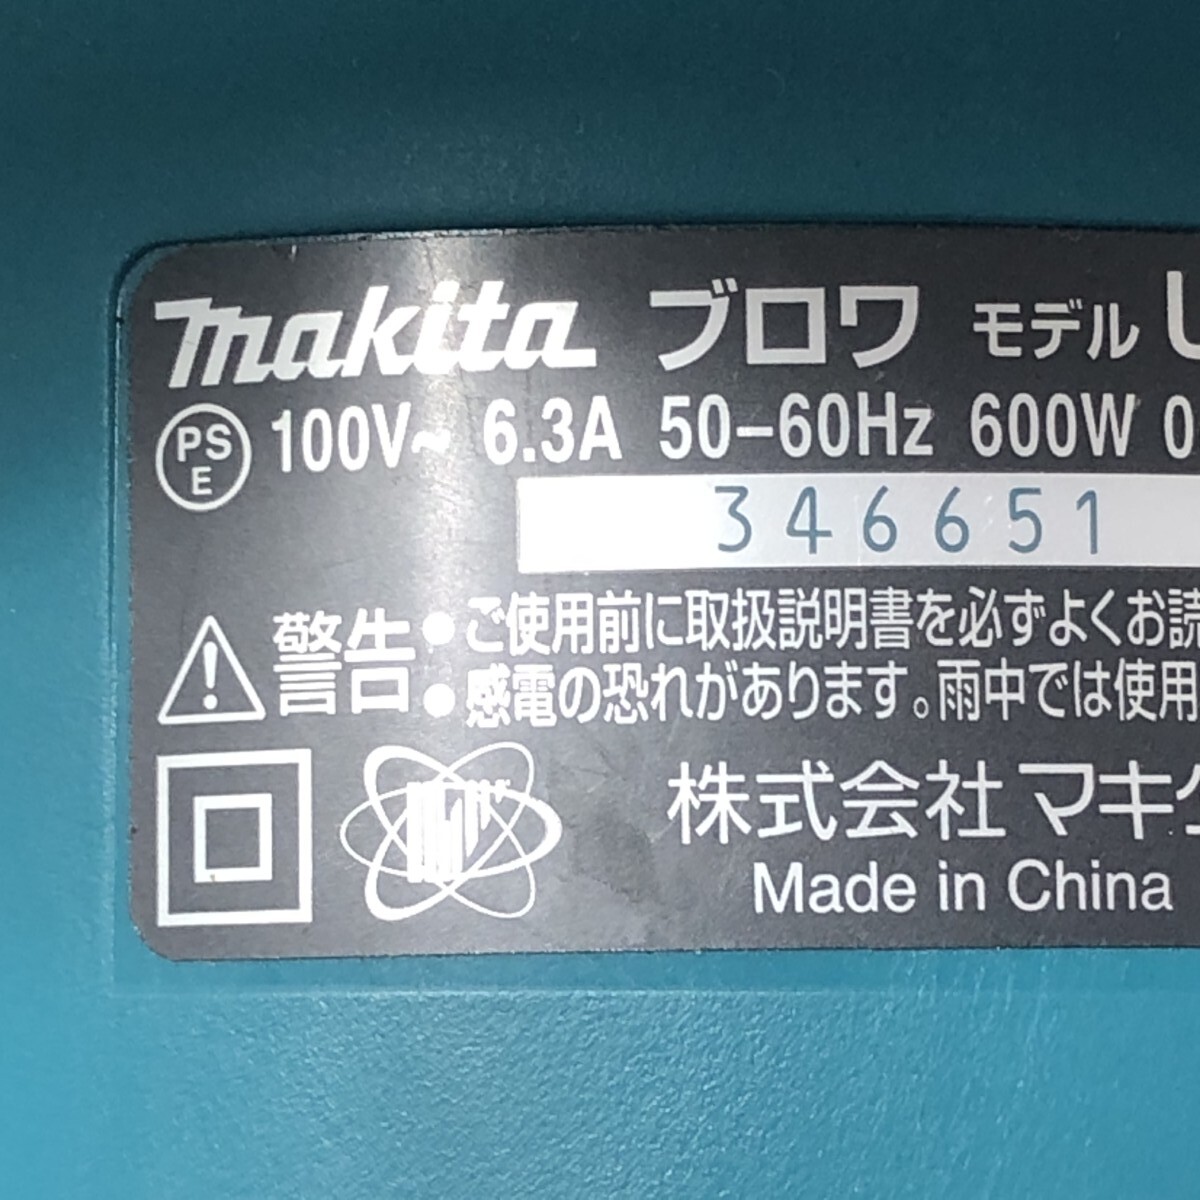 makita ブロワ モデル U
PS E 100V~ 6.3A 50-60Hz 600W 0
346651
警告 ●ご使用前に取扱説明書を必ずよくお読
●感電の恐れがあります。雨中では使用
株式会社マキタ
Made in China